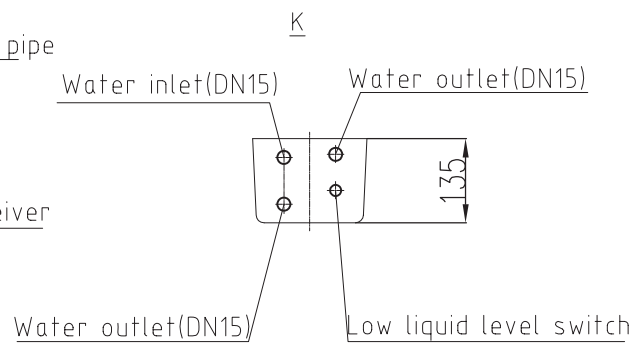 K
pipe
Water inlet(DN15)
Water outlet(DN15)
135
eiver
Water outlet(DN15)
Low liquid level switch